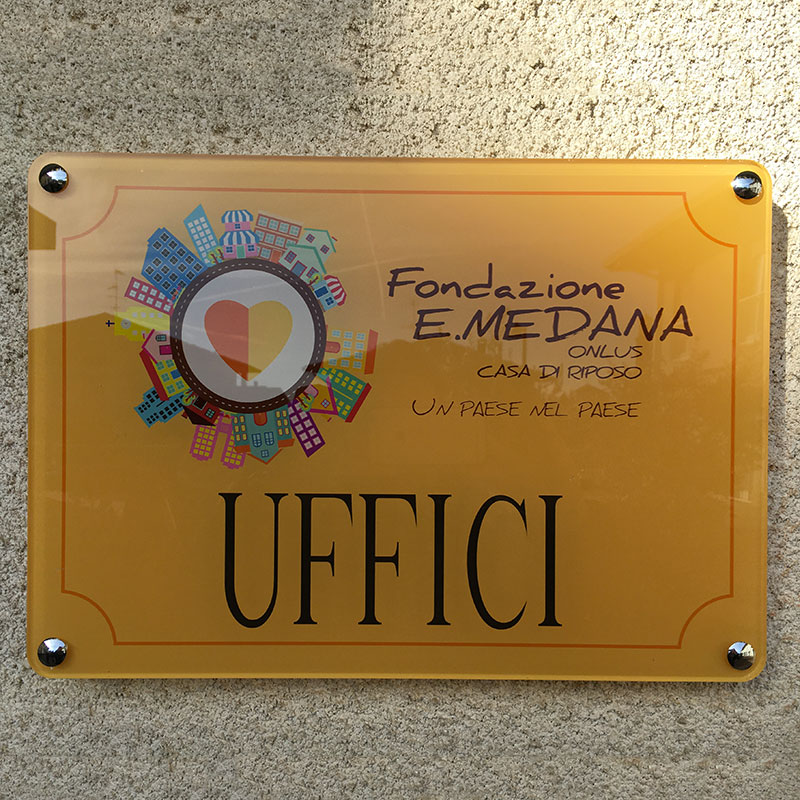 Fondazione
E.MEDANA
ONLUS
CASA DI RIPOSO
UN PAESE NEL PAESE
UFFICI